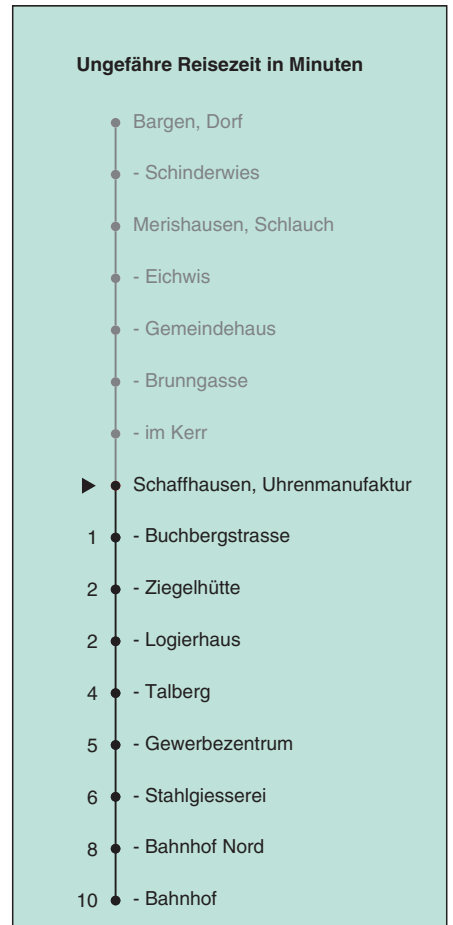 Ungefähre Reisezeit in Minuten
Bargen, Dorf
- Schinderwies
Merishausen, Schlauch
- Eichwis
- Gemeindehaus
- Brunngasse
- im Kerr
Schaffhausen, Uhrenmanufaktur
1 - Buchbergstrasse
2 - Ziegelhütte
2 - Logierhaus
4 - Talberg
5 - Gewerbezentrum
6 - Stahlgiesserei
8 - Bahnhof Nord
10 - Bahnhof